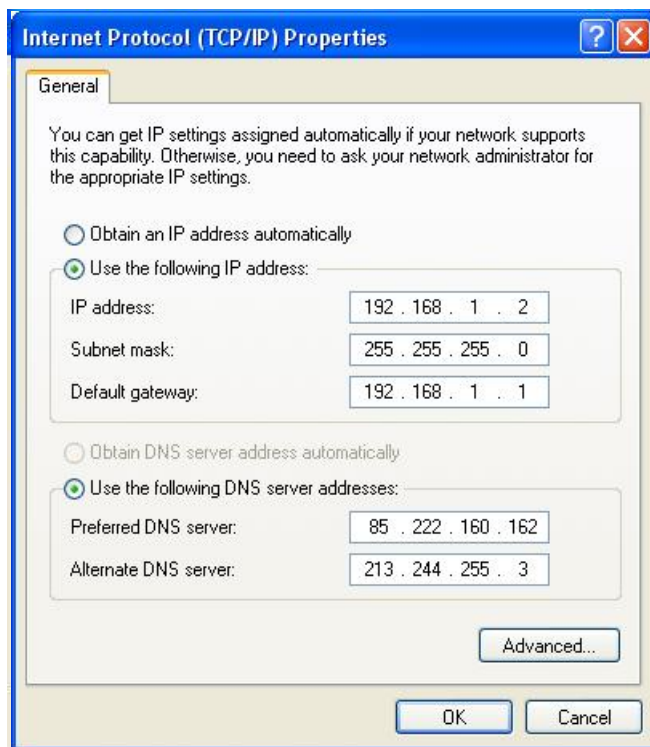 Internet Protocol (TCP/IP) Properties
General
You can get IP settings assigned automatically if your network supports
this capability. Otherwise, you need to ask your network administrator for
the appropriate IP settings.
Obtain an IP address automatically
Use the following IP address:
IP address: 192 . 168 . 1 . 2
Subnet mask: 255 . 255 . 255 . 0
Default gateway: 192 . 168 . 1 . 1
Obtain DNS server address automatically
Use the following DNS server addresses:
Preferred DNS server: 85 . 222 . 160 . 162
Alternate DNS server: 213 . 244 . 255 . 3
Advanced...
OK Cancel